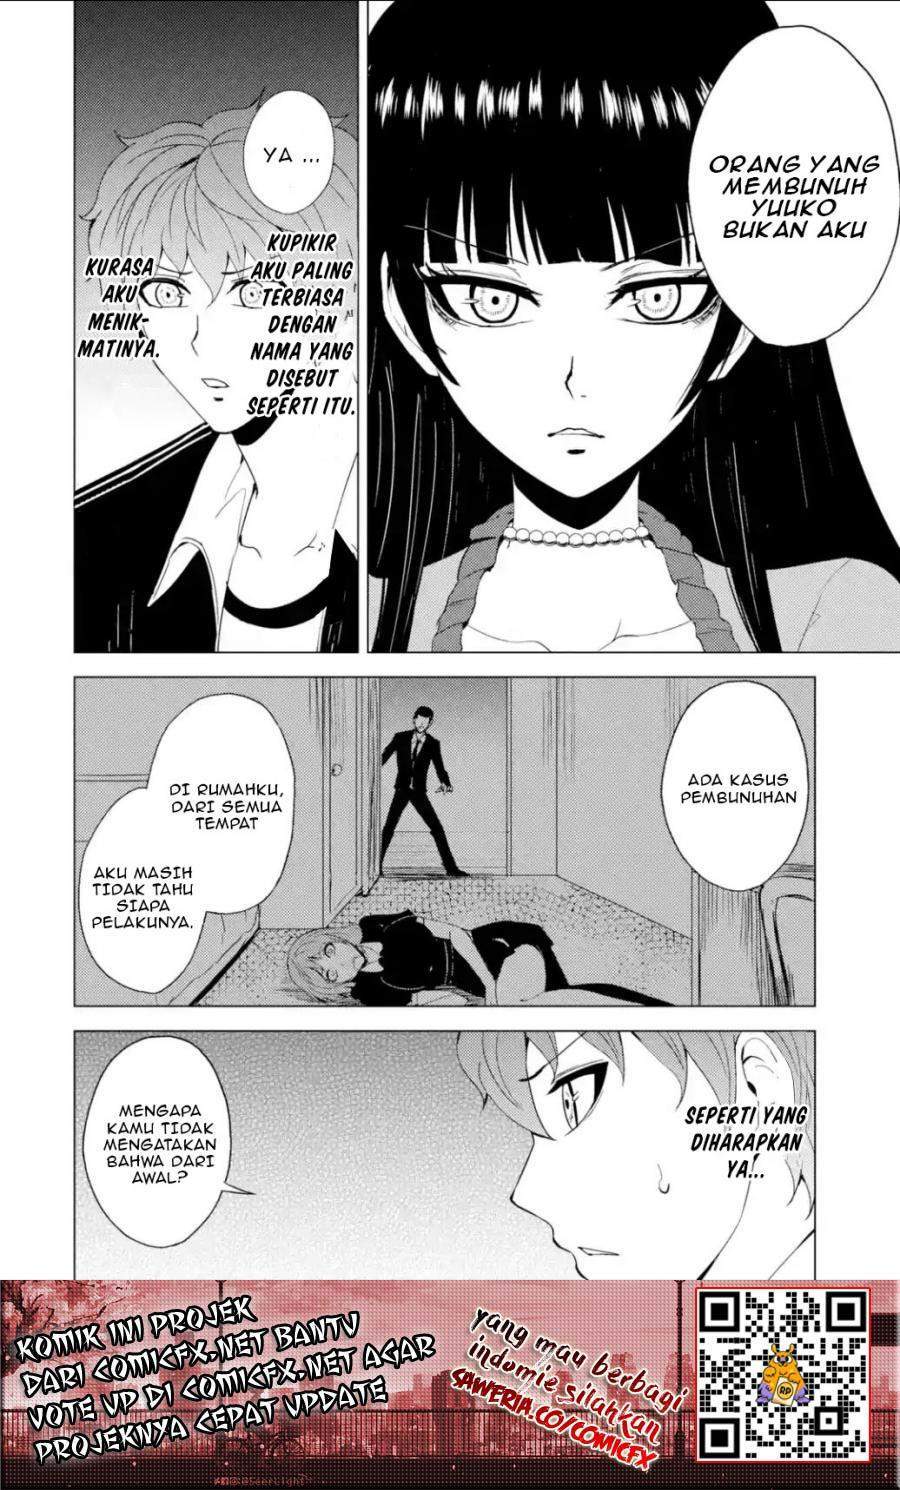 ORANG YANG
MEMBUNUH
YUUKO
BUKAN AKU
YA ...
KUPIKIR
AKU PALING
TERBIASA
DENGAN
NAMA YANG
DISEBUT
SEPERTI ITU.
KURASA
AKU
MENIK-
MATINYA.
ADA KASUS
PEMBUNUHAN
DI RUMAHKU,
DARI SEMUA
TEMPAT
AKU MASIH
TIDAK TAHU
SIAPA
PELAKUNYA.
SEPERTI YANG
DIHARAPKAN
YA...
MENGAPA
KAMU TIDAK
MENGATAKAN
BAHWA DARI
AWAL?
KOMIK INI PROJEK
DARI COMICFX.NET BANTU
VOTE UP DI COMICFX.NET AGAR
PROJEKNYA CEPAT UPDATE
yang mau berbagi
indomie silahkan
SAWERIA.CO/COMICFX
RP